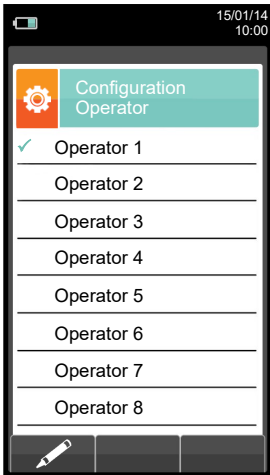 15/01/14
10:00
Configuration
Operator
Operator 1
Operator 2
Operator 3
Operator 4
Operator 5
Operator 6
Operator 7
Operator 8